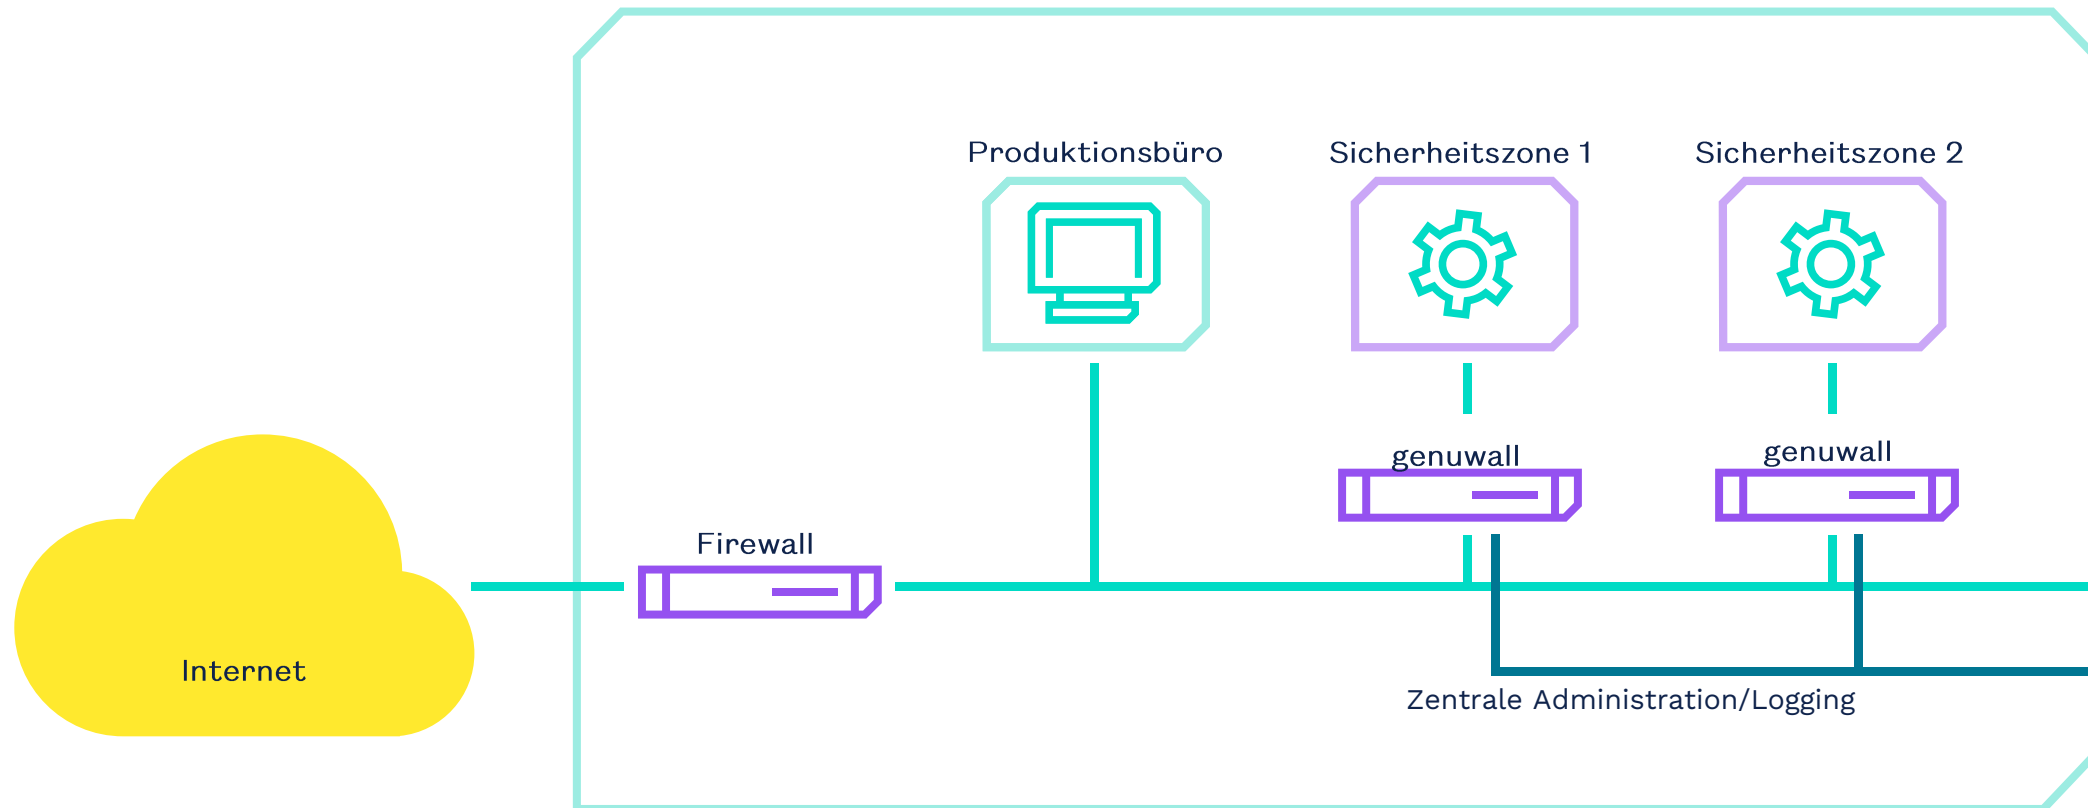 Produktionsbüro
Sicherheitszone 1
Sicherheitszone 2
genuwall
genuwall
Firewall
Internet
Zentrale Administration/Logging